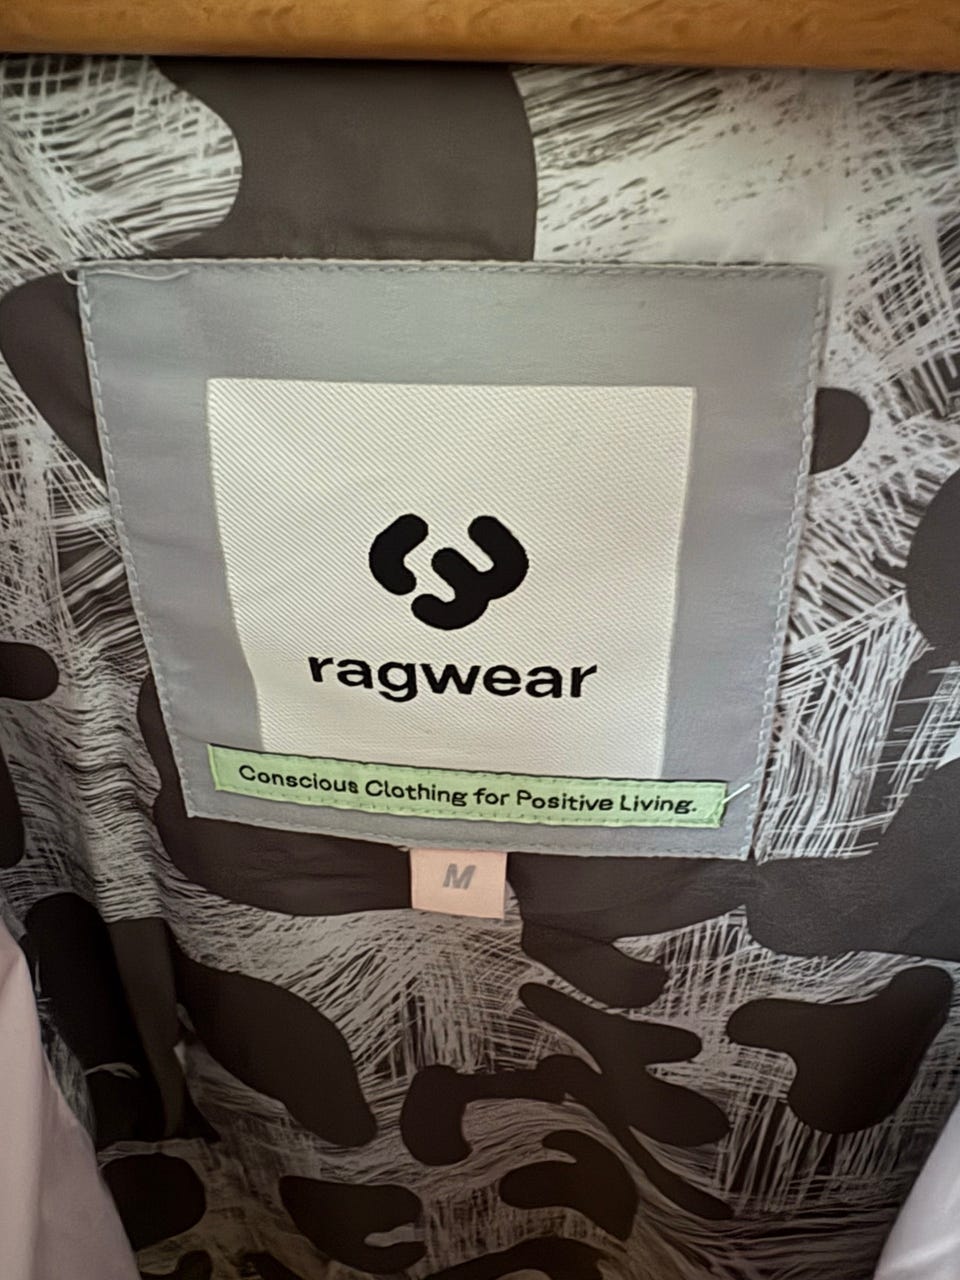 ragwear
Conscious Clothing for Positive Living.
M